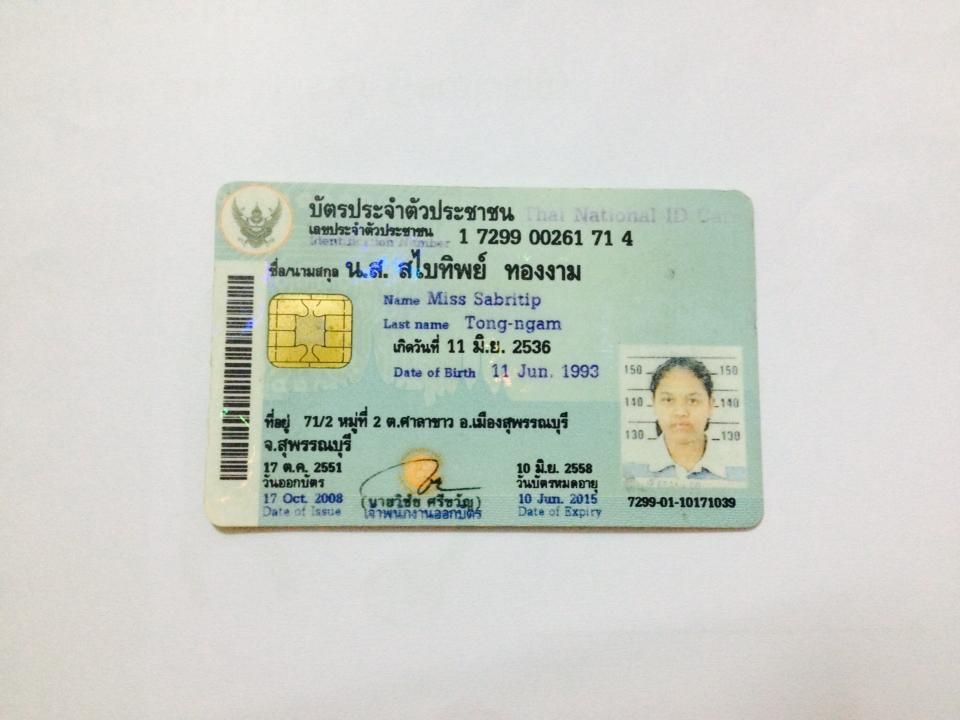 บัตรประจำตัวประชาชน Thai National ID Card
เลขประจำตัวประชาชน 1 7299 00261 71 4
Identification Number
ชื่อ/นามสกุล น.ส. สไบทิพย์ ทองงาม
Name Miss Sabritip
Last name Tong-ngam
เกิดวันที่ 11 มิ.ย. 2536
Date of Birth 11 Jun. 1993
150 150
140 140
130 130
ที่อยู่ 71/2 หมู่ที่ 2 ต.ศาลาขาว อ.เมืองสุพรรณบุรี
จ.สุพรรณบุรี
17 ต.ค. 2551
วันออกบัตร
17 Oct. 2008
Date of Issue
(นายวิชัย ศรีขวัญ)
เจ้าพนักงานออกบัตร
10 มิ.ย. 2558
วันบัตรหมดอายุ
10 Jun. 2015
Date of Expiry
7299-01-10171039